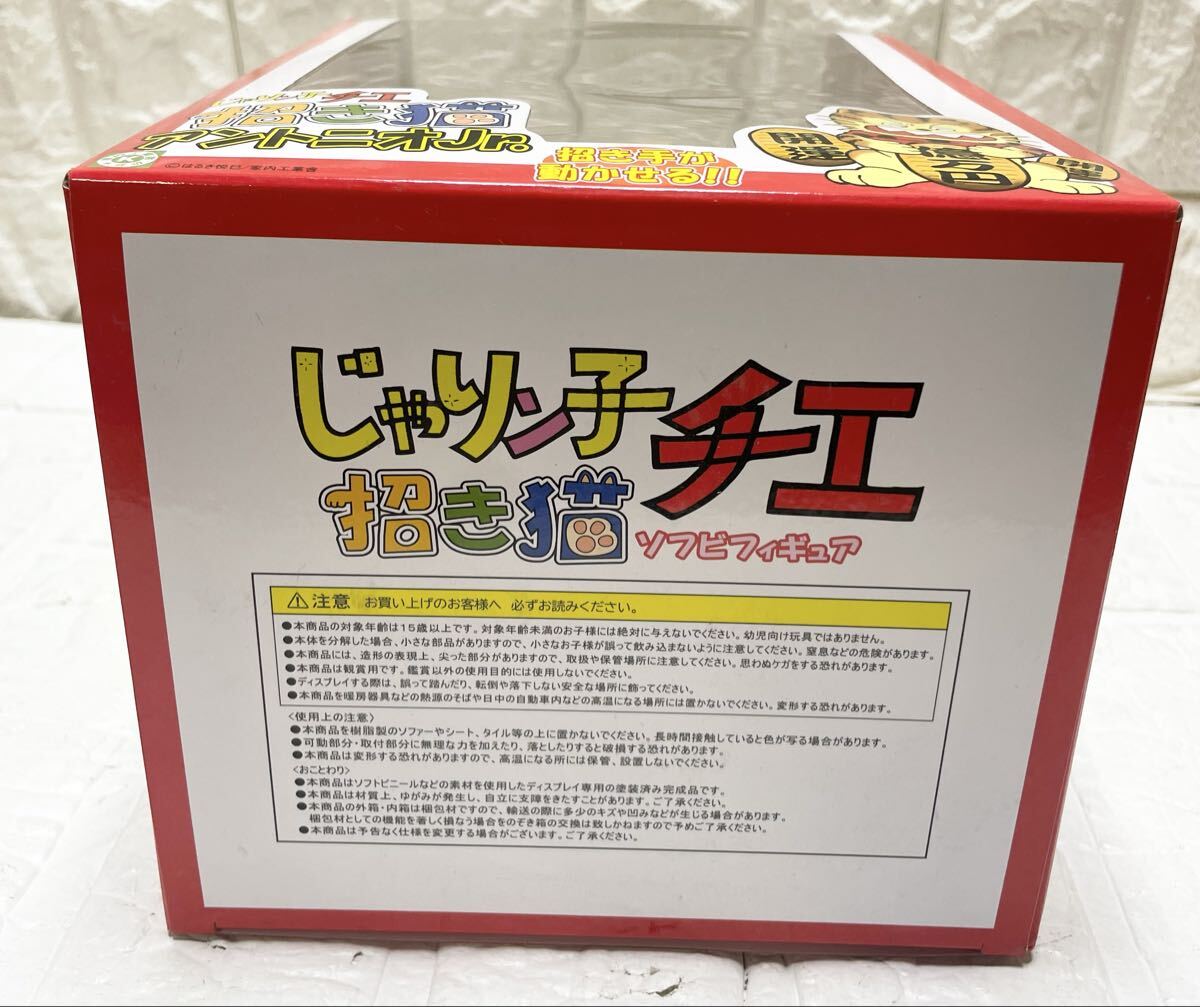 じゃりン子チエ
招き猫
アントニオJr.
©はるき悦巳/家内工業舎
招き手が
動かせる!!
開運
じゃりン子チエ
招き猫
ソフビフィギュア
⚠注意 お買い上げのお客様へ 必ずお読みください。
●本商品の対象年齢は15歳以上です。対象年齢未満のお子様には絶対に与えないでください。幼児向け玩具ではありません。
●本体を分解した場合、小さな部品がありますので、小さなお子様が誤って飲み込まないように注意してください。窒息などの危険があります。
●本商品には、造形の表現上、尖った部分がありますので、取扱や保管場所に注意してください。思わぬケガをする恐れがあります。
●本商品は観賞用です。鑑賞以外の使用目的には使用しないでください。
●ディスプレイする際は、誤って踏んだり、転倒や落下しない安全な場所に飾ってください。
●本商品を暖房器具などの熱源のそばや日中の自動車内などの高温になる場所には置かないでください。変形する恐れがあります。
〈使用上の注意〉
●本商品を樹脂製のソファーやシート、タイル等の上に置かないでください。長時間接触していると色が写る場合があります。
●可動部分・取付部分に無理な力を加えたり、落としたりすると破損する恐れがあります。
●本商品は変形する恐れがありますので、高温になる所には保管、設置しないでください。
〈おことわり〉
●本商品はソフトビニールなどの素材を使用したディスプレイ専用の塗装済み完成品です。
●本商品は材質上、ゆがみが発生し、自立に支障をきたすことがあります。ご了承ください。
●本商品の外箱・内箱は梱包材ですので、輸送の際に多少のキズや凹みなどが生じる場合があります。
梱包材としての機能を著しく損なう場合をのぞき箱の交換は致しかねますので予めご了承ください。
●本商品は予告なく仕様を変更する場合がございます。ご了承ください。